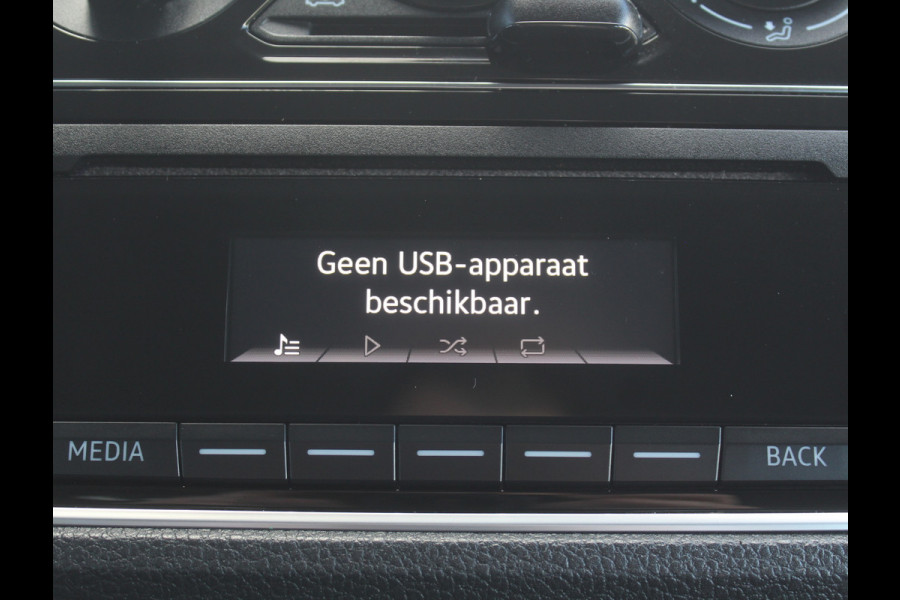 Geen USB-apparaat
beschikbaar.
MEDIA
BACK